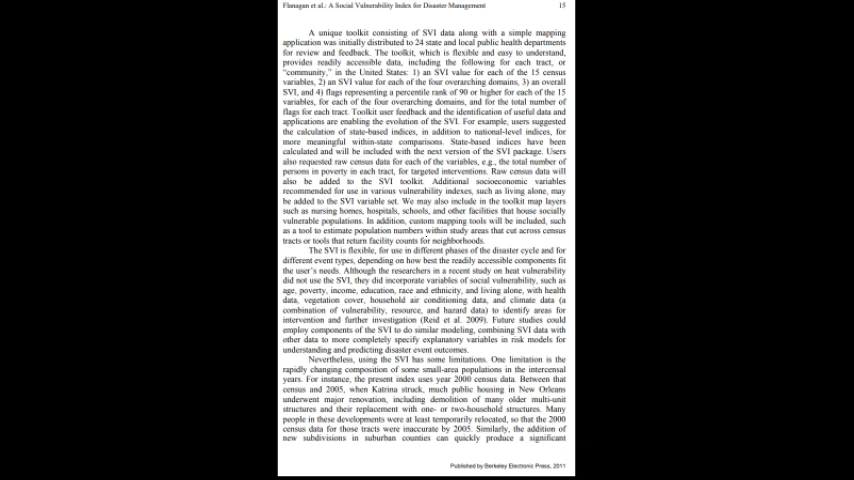 Flanagan et al.: A Social Vulnerability Index for Disaster Management 15
A unique toolkit consisting of SVI data along with a simple mapping
application was initially distributed to 24 state and local public health departments
for review and feedback. The toolkit, which is flexible and easy to understand,
provides readily accessible data, including the following for each tract, or
“community,” in the United States: 1) an SVI value for each of the 15 census
variables, 2) an SVI value for each of the four overarching domains, 3) an overall
SVI, and 4) flags representing a percentile rank of 90 or higher for each of the 15
variables, for each of the four overarching domains, and for the total number of
flags for each tract. Toolkit user feedback and the identification of useful data and
applications are enabling the evolution of the SVI. For example, users suggested
the calculation of state-based indices, in addition to national-level indices, for
more meaningful within-state comparisons. State-based indices have been
calculated and will be included with the next version of the SVI package. Users
also requested raw census data for each of the variables, e.g., the total number of
persons in poverty in each tract, for targeted interventions. Raw census data will
also be added to the SVI toolkit. Additional socioeconomic variables
recommended for use in various vulnerability indexes, such as living alone, may
be added to the SVI variable set. We may also include in the toolkit map layers
such as nursing homes, hospitals, schools, and other facilities that house socially
vulnerable populations. In addition, custom mapping tools will be included, such
as a tool to estimate population numbers within study areas that cut across census
tracts or tools that return facility counts for neighborhoods.
The SVI is flexible, for use in different phases of the disaster cycle and for
different event types, depending on how best the readily accessible components fit
the user’s needs. Although the researchers in a recent study on heat vulnerability
did not use the SVI, they did incorporate variables of social vulnerability, such as
age, poverty, income, education, race and ethnicity, and living alone, with health
data, vegetation cover, household air conditioning data, and climate data (a
combination of vulnerability, resource, and hazard data) to identify areas for
intervention and further investigation (Reid et al. 2009). Future studies could
employ components of the SVI to do similar modeling, combining SVI data with
other data to more completely specify explanatory variables in risk models for
understanding and predicting disaster event outcomes.
Nevertheless, using the SVI has some limitations. One limitation is the
rapidly changing composition of some small-area populations in the intercensal
years. For instance, the present index uses year 2000 census data. Between that
census and 2005, when Katrina struck, much public housing in New Orleans
underwent major renovation, including demolition of many older multi-unit
structures and their replacement with one- or two-household structures. Many
people in these developments were at least temporarily relocated, so that the 2000
census data for those tracts were inaccurate by 2005. Similarly, the addition of
new subdivisions in suburban counties can quickly produce a significant
Published by Berkeley Electronic Press, 2011